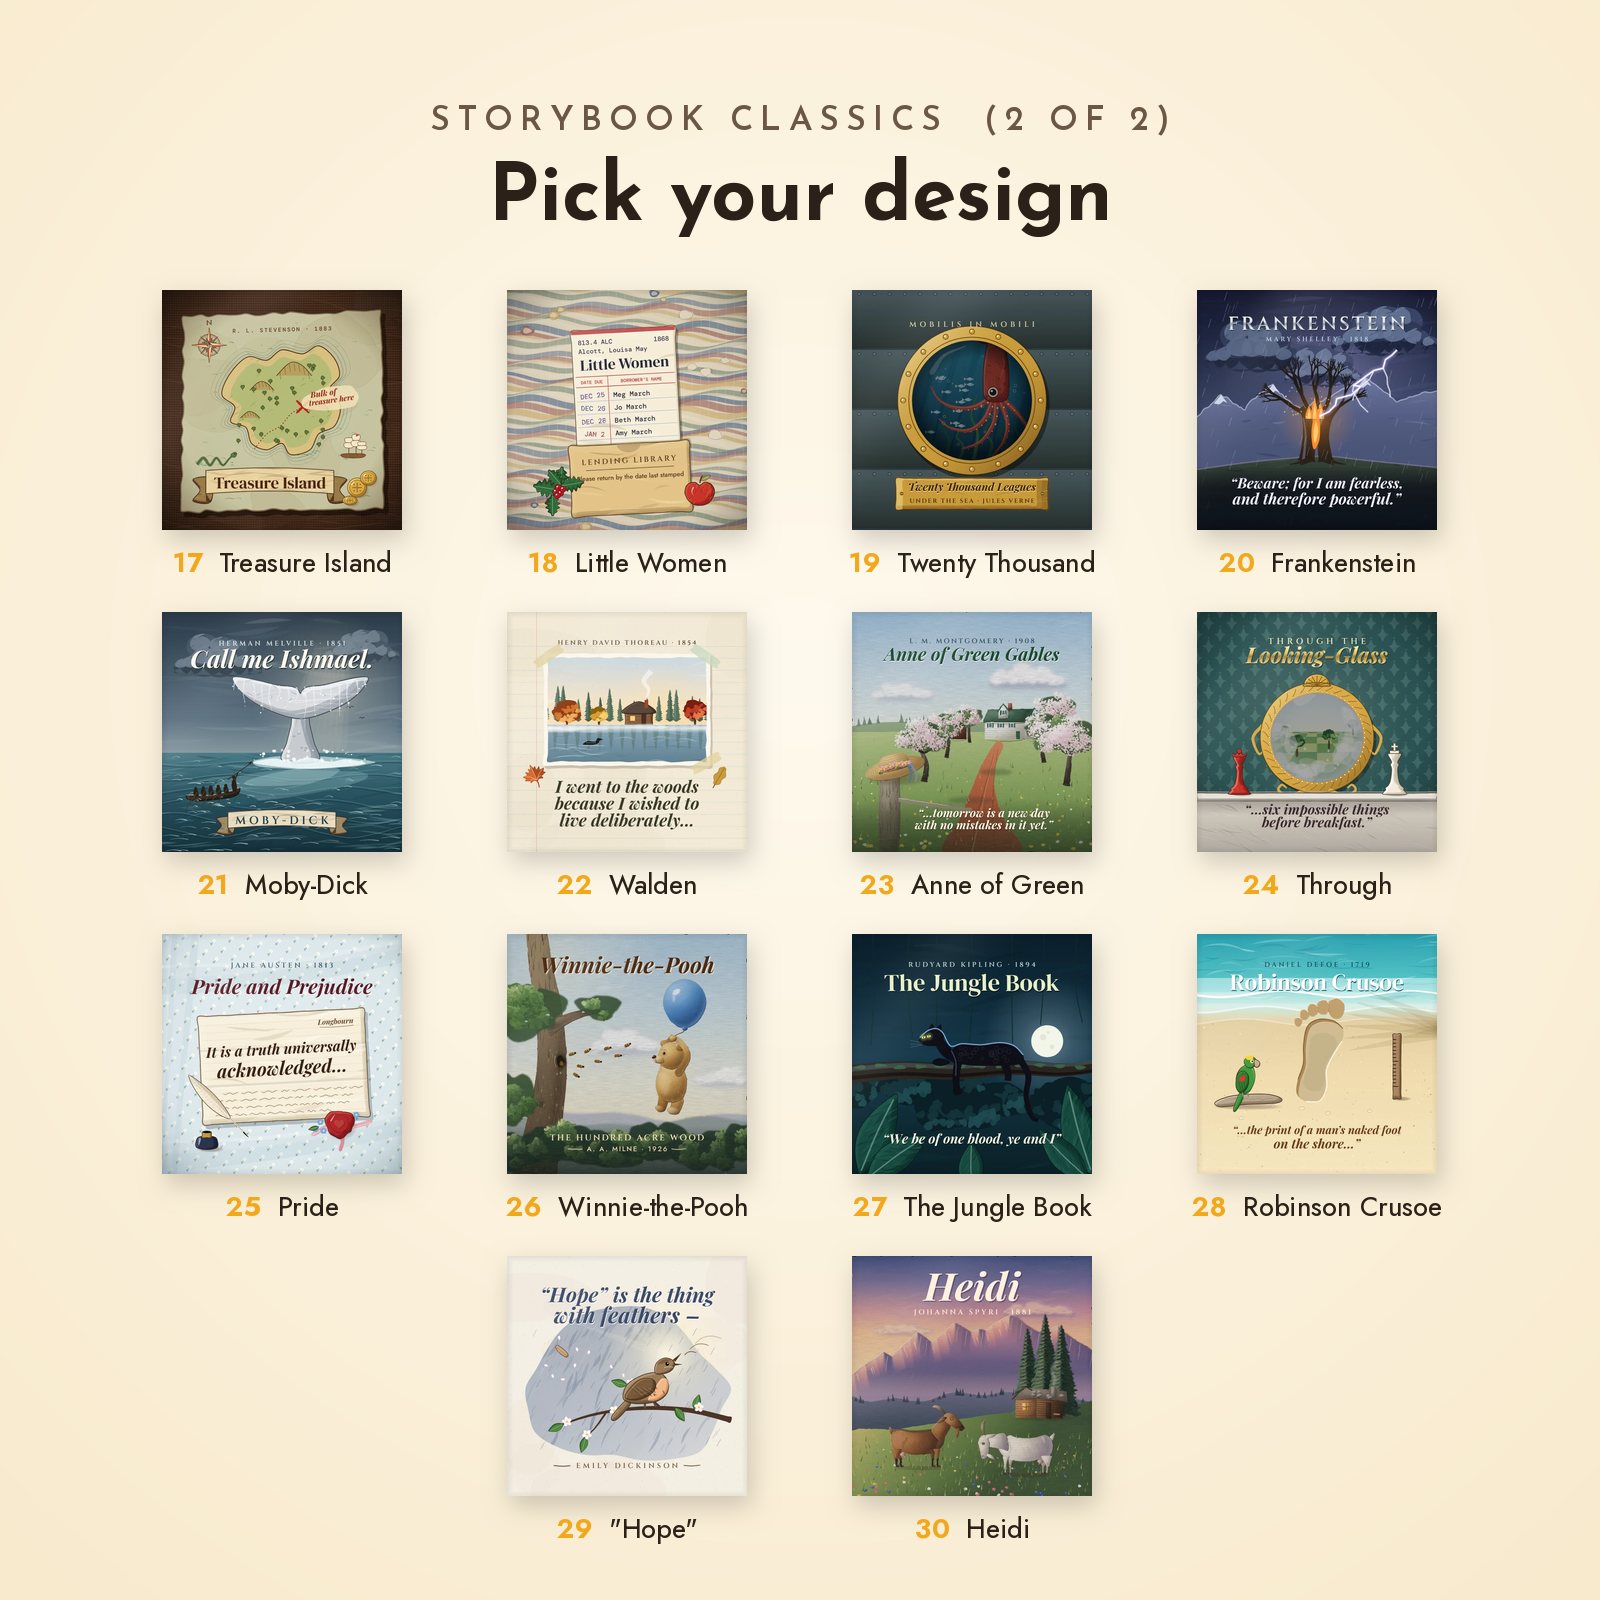 STORYBOOK CLASSICS (2 OF 2)
Pick your design
N
R. L. STEVENSON · 1883
Bulk of
treasure here
Treasure Island
17 Treasure Island
813.4 ALC 1868
Alcott, Louisa May
Little Women
DATE DUE BORROWER'S NAME
DEC 25 Meg March
DEC 26 Jo March
DEC 28 Beth March
JAN 2 Amy March
LENDING LIBRARY
Please return by the date last stamped
18 Little Women
MOBILIS IN MOBILI
Twenty Thousand Leagues
UNDER THE SEA · JULES VERNE
19 Twenty Thousand
FRANKENSTEIN
MARY SHELLEY · 1818
“Beware; for I am fearless,
and therefore powerful.”
20 Frankenstein
HERMAN MELVILLE · 1851
Call me Ishmael.
MOBY-DICK
21 Moby-Dick
HENRY DAVID THOREAU · 1854
I went to the woods
because I wished to
live deliberately...
22 Walden
L. M. MONTGOMERY · 1908
Anne of Green Gables
“...tomorrow is a new day
with no mistakes in it yet.”
23 Anne of Green
THROUGH THE
Looking-Glass
“...six impossible things
before breakfast.”
24 Through
JANE AUSTEN · 1813
Pride and Prejudice
Longbourn
It is a truth universally
acknowledged...
25 Pride
Winnie-the-Pooh
THE HUNDRED ACRE WOOD
A. A. MILNE · 1926
26 Winnie-the-Pooh
RUDYARD KIPLING · 1894
The Jungle Book
“We be of one blood, ye and I”
27 The Jungle Book
DANIEL DEFOE · 1719
Robinson Crusoe
“...the print of a man’s naked foot
on the shore...”
28 Robinson Crusoe
“Hope” is the thing
with feathers –
EMILY DICKINSON
29 "Hope"
Heidi
JOHANNA SPYRI · 1881
30 Heidi